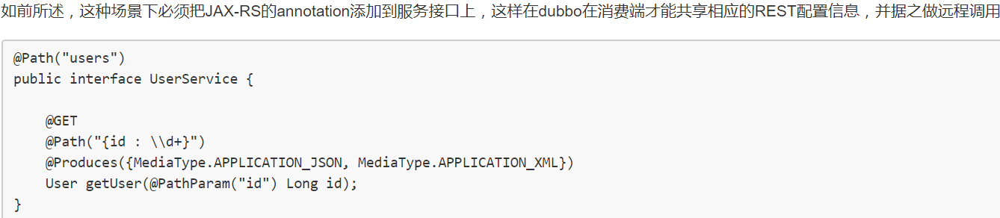 如前所述，这种场景下必须把JAX-RS的annotation添加到服务接口上，这样在dubbo在消费端才能共享相应的REST配置信息，并据之做远程调用
@Path("users")
public interface UserService {
@GET
@Path("{id : \\d+}")
@Produces({MediaType.APPLICATION_JSON, MediaType.APPLICATION_XML})
User getUser(@PathParam("id") Long id);
}